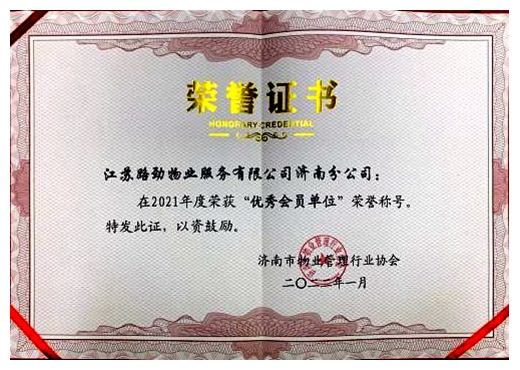 荣誉证书
HONORARY CREDENTIAL
江苏路劲物业服务有限公司济南分公司：
在2021年度荣获“优秀会员单位”荣誉称号。
特发此证，以资鼓励。
济南市物业管理行业协会
二〇二二年一月